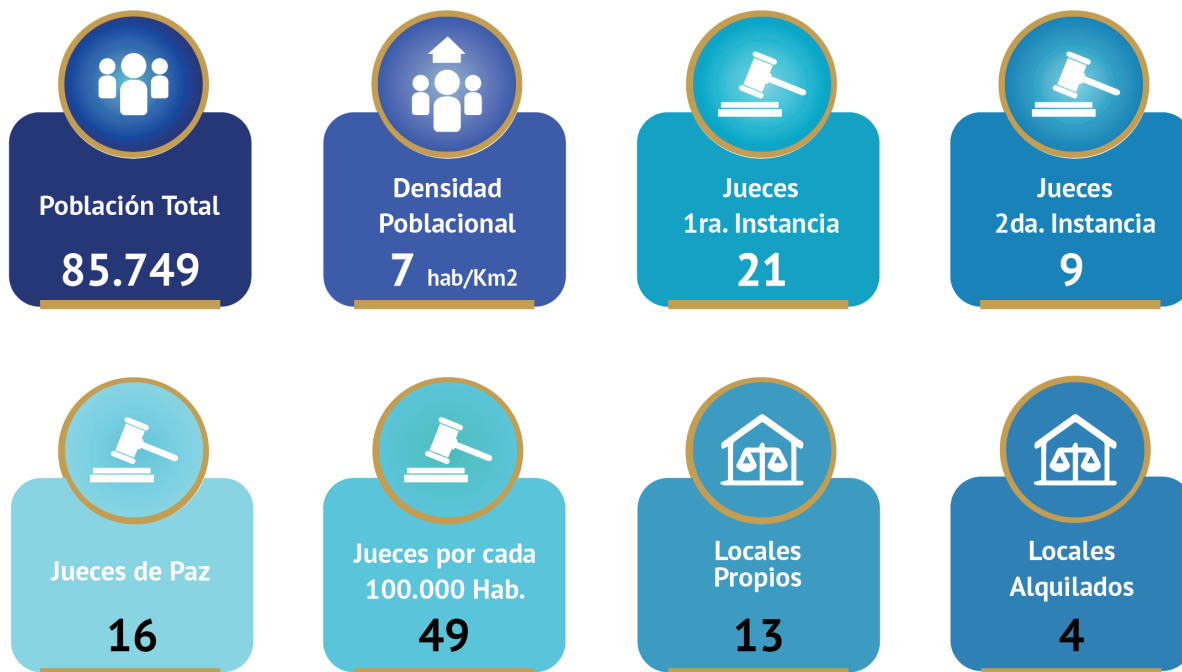 Población Total
85.749
Densidad
Poblacional
7 hab/Km2
Jueces
1ra. Instancia
21
Jueces
2da. Instancia
9
Jueces de Paz
16
Jueces por cada
100.000 Hab.
49
Locales
Propios
13
Locales
Alquilados
4